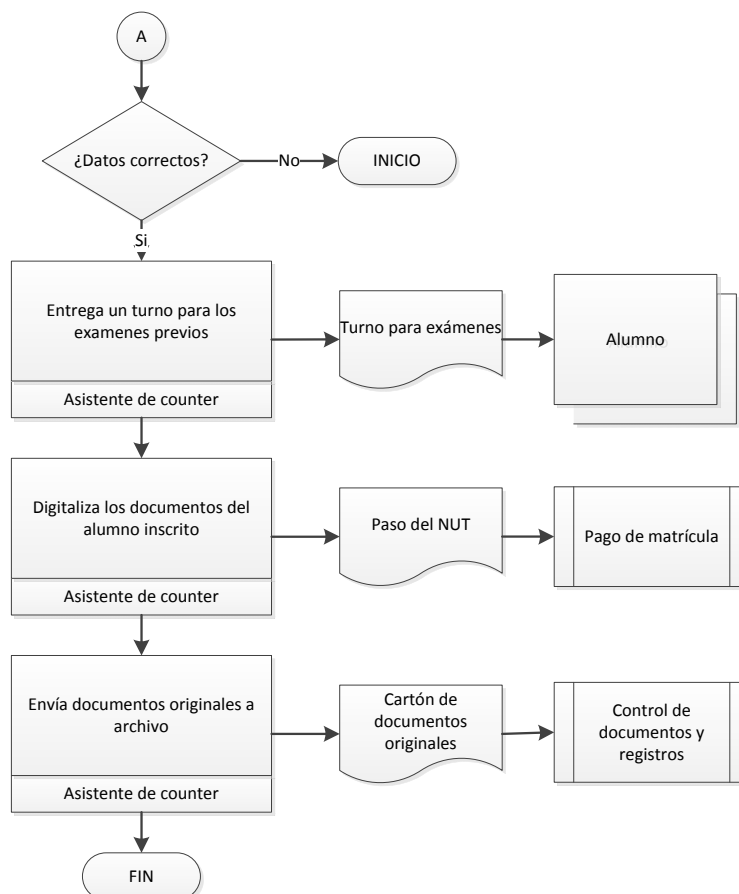 A
¿Datos correctos?
No
INICIO
Si
Entrega un turno para los
examenes previos
Asistente de counter
Turno para exámenes
Alumno
Digitaliza los documentos del
alumno inscrito
Asistente de counter
Paso del NUT
Pago de matrícula
Envía documentos originales a
archivo
Asistente de counter
Cartón de
documentos
originales
Control de
documentos y
registros
FIN